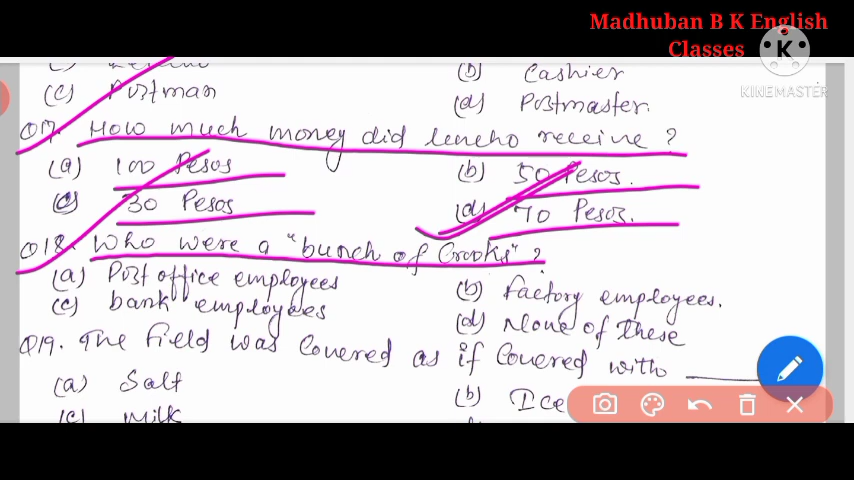 Madhuban B K English
Classes
K
KINEMASTER
(b) Cashier
(c) Postman
(d) Postmaster.
Q17. How much money did lencho receive ?
(a) 100 Pesos
(b) 50 Pesos.
(c) 30 Pesos
(d) 70 Pesos.
Q18. Who were a "bunch of Crooks" ?
(a) Post office employees
(b) Factory employees.
(c) bank employees
(d) None of these
Q19. The field was Covered as if Covered with ____
(a) Salt
(b) Ice
(c) Milk